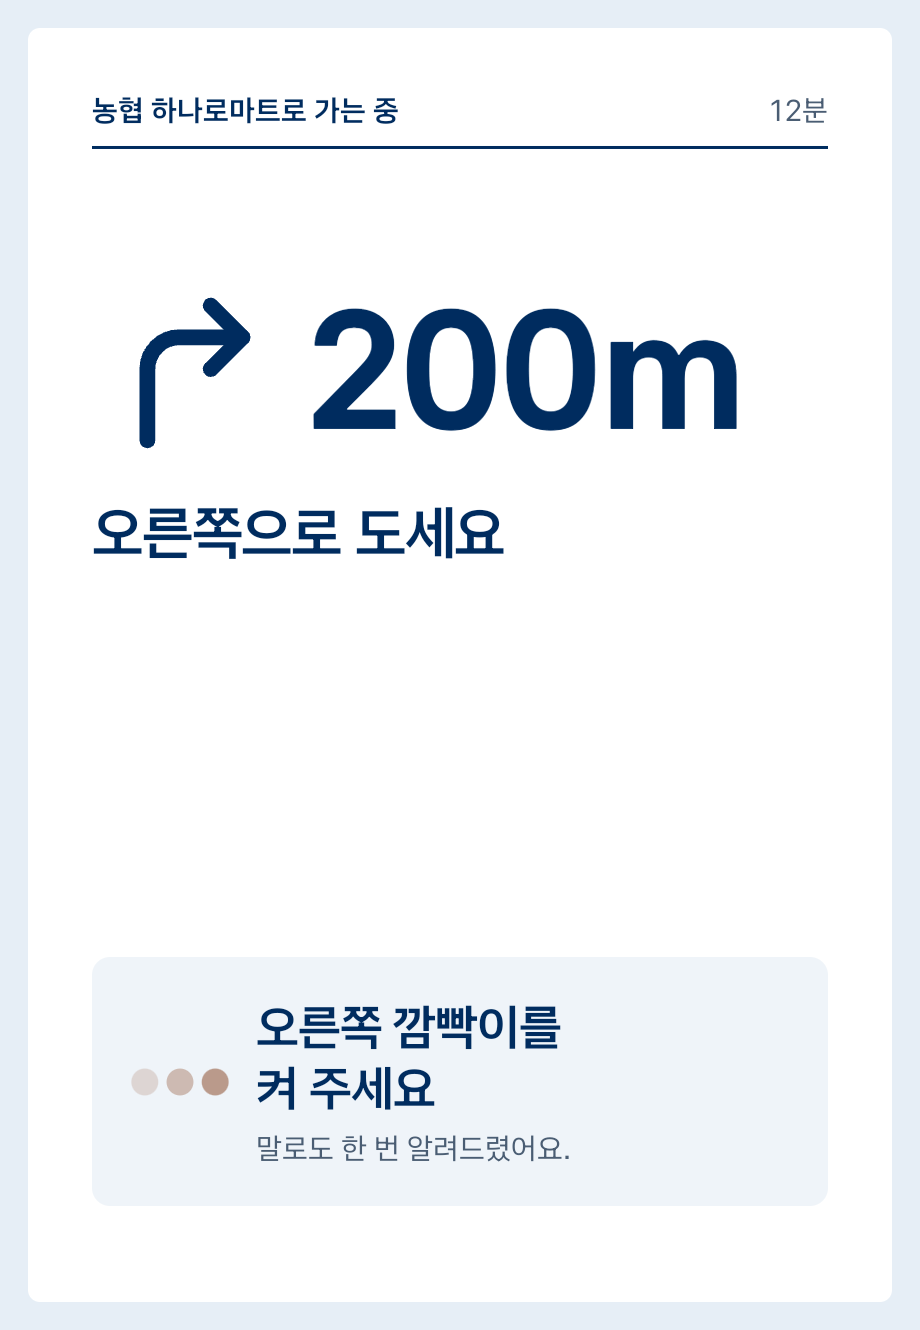 농협 하나로마트로 가는 중
12분
200m
오른쪽으로 도세요
오른쪽 깜빡이를
켜 주세요
말로도 한 번 알려드렸어요.